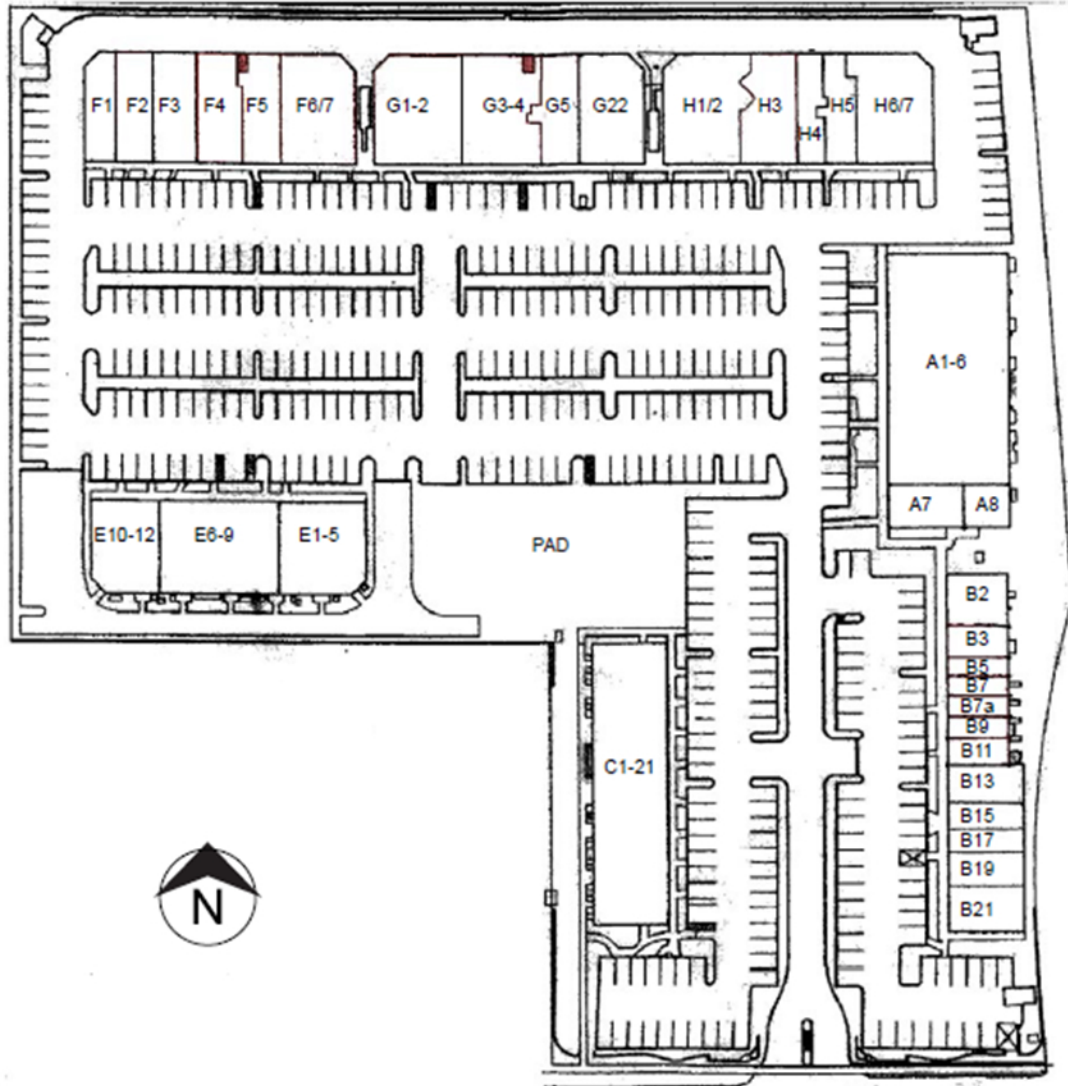 F1 F2 F3 F4 F5 F6/7 G1-2 G3-4 G5 G22 H1/2 H3 H4 H5 H6/7
A1-6
A7 A8
E10-12 E6-9 E1-5
PAD
B2
B3
B5
B7
B7a
B9
B11
B13
B15
B17
B19
B21
C1-21
N